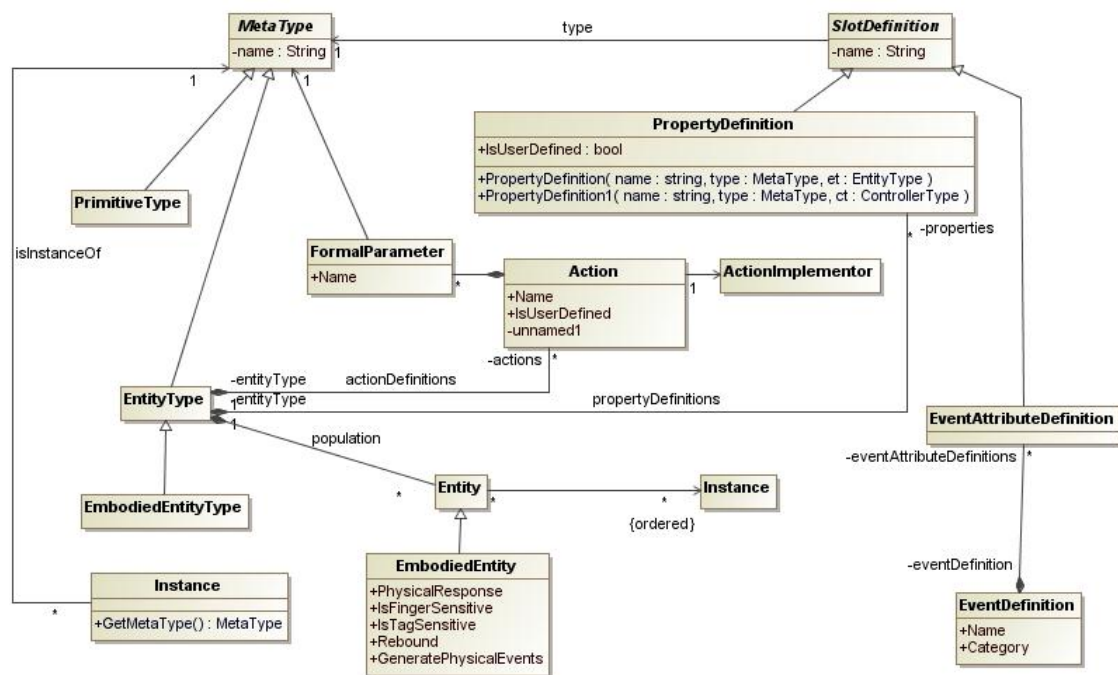 MetaType
-name : String
type
1
SlotDefinition
-name : String
1
1
PropertyDefinition
+IsUserDefined : bool
+PropertyDefinition( name : string, type : MetaType, et : EntityType )
+PropertyDefinition1( name : string, type : MetaType, ct : ControllerType )
PrimitiveType
isInstanceOf
-properties
*
FormalParameter
+Name
*
Action
+Name
+IsUserDefined
-unnamed1
1
ActionImplementor
-actions
*
-entityType
actionDefinitions
EntityType
1
-entityType
propertyDefinitions
1
population
EventAttributeDefinition
-eventAttributeDefinitions
*
EmbodiedEntityType
*
Entity
*
*
Instance
{ordered}
EmbodiedEntity
+PhysicalResponse
+IsFingerSensitive
+IsTagSensitive
+Rebound
+GeneratePhysicalEvents
Instance
+GetMetaType() : MetaType
*
-eventDefinition
EventDefinition
+Name
+Category